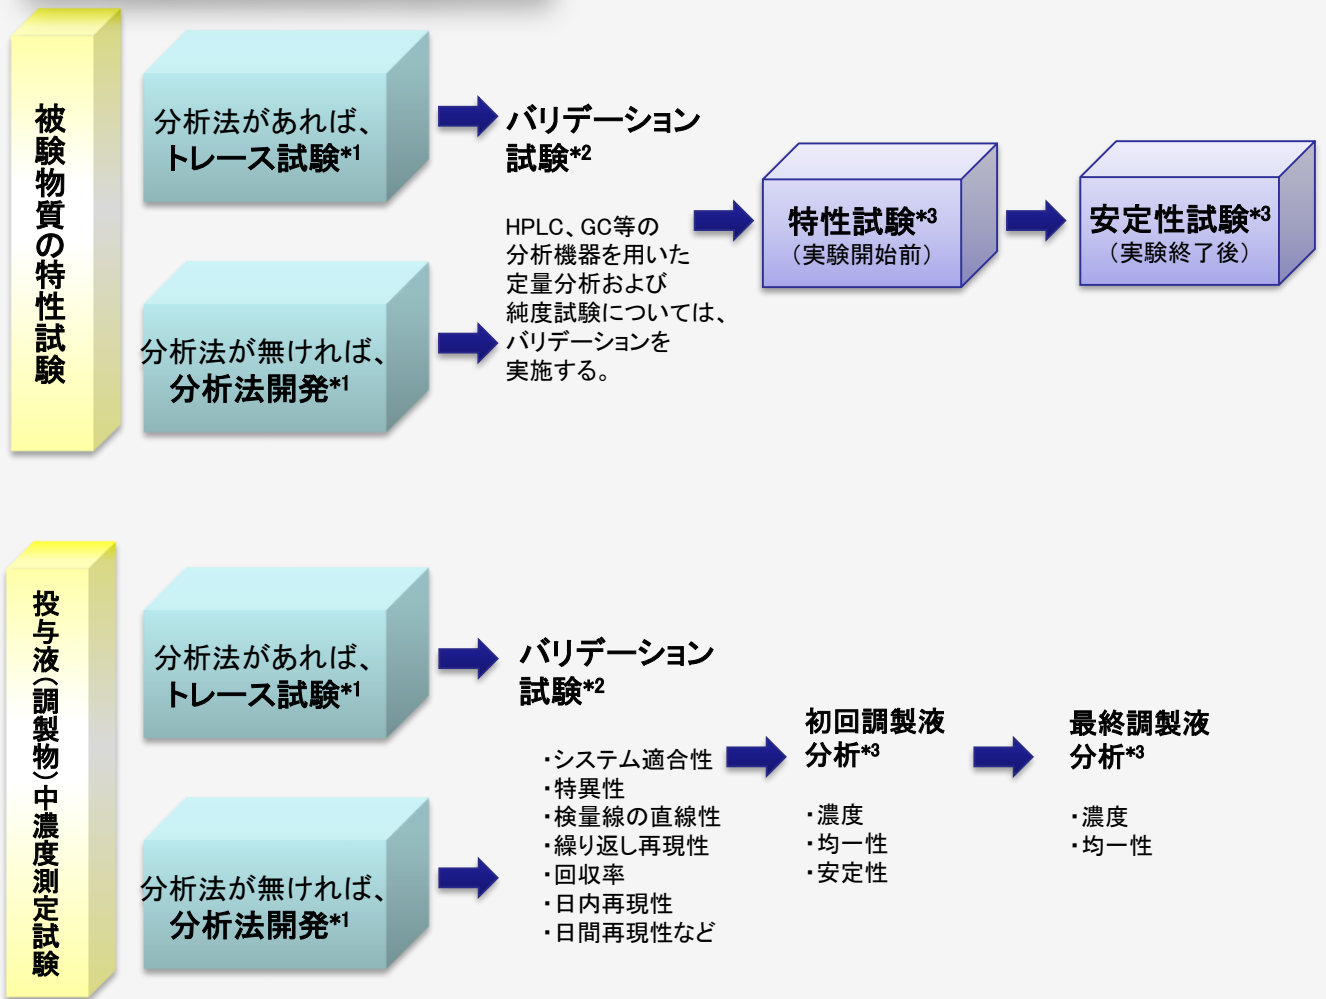 被験物質の特性試験
分析法があれば、
トレース試験*1
分析法が無ければ、
分析法開発*1
バリデーション
試験*2
HPLC、GC等の
分析機器を用いた
定量分析および
純度試験については、
バリデーションを
実施する。
特性試験*3
（実験開始前）
安定性試験*3
（実験終了後）
投与液（調製物）中濃度測定試験
分析法があれば、
トレース試験*1
分析法が無ければ、
分析法開発*1
バリデーション
試験*2
・システム適合性
・特異性
・検量線の直線性
・繰り返し再現性
・回収率
・日内再現性
・日間再現性など
初回調製液
分析*3
・濃度
・均一性
・安定性
最終調製液
分析*3
・濃度
・均一性